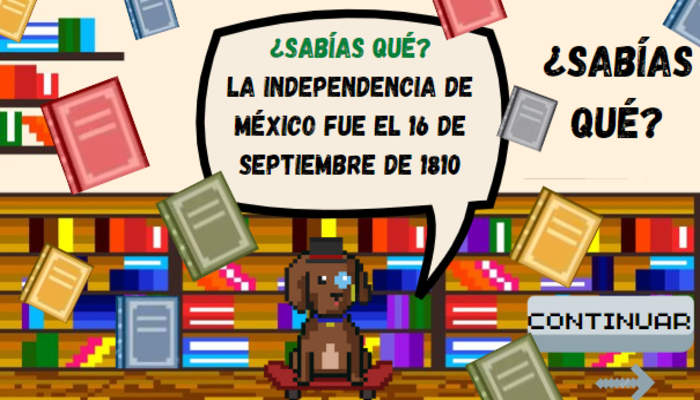 ¿SABÍAS QUÉ?
LA INDEPENDENCIA DE
MÉXICO FUE EL 16 DE
SEPTIEMBRE DE 1810
¿SABÍAS
QUÉ?
CONTINUAR